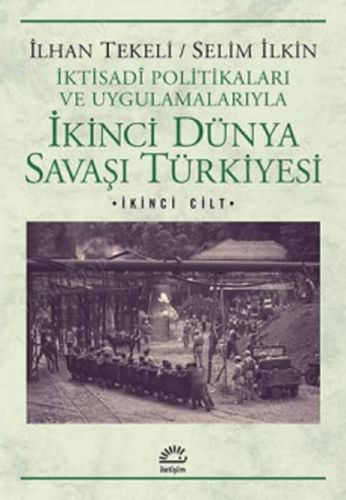 İLHAN TEKELİ / SELİM İLKİN
İKTİSADÎ POLİTİKALARI
VE UYGULAMALARIYLA
İKİNCİ DÜNYA
SAVAŞI TÜRKİYESİ
•İKİNCİ CİLT•
iletişim